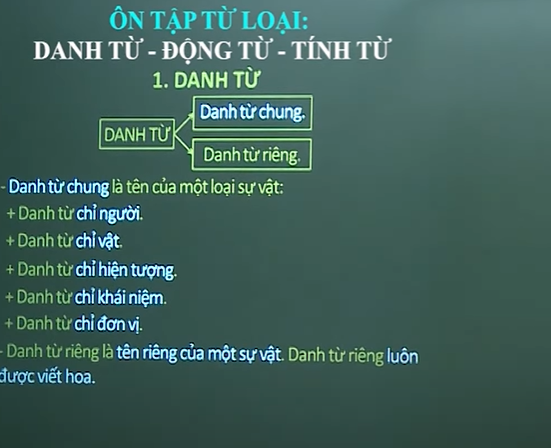 ÔN TẬP TỪ LOẠI:
DANH TỪ - ĐỘNG TỪ - TÍNH TỪ
1. DANH TỪ
Danh từ chung.
DANH TỪ
Danh từ riêng.
- Danh từ chung là tên của một loại sự vật:
+ Danh từ chỉ người.
+ Danh từ chỉ vật.
+ Danh từ chỉ hiện tượng.
+ Danh từ chỉ khái niệm.
+ Danh từ chỉ đơn vị.
- Danh từ riêng là tên riêng của một sự vật. Danh từ riêng luôn
được viết hoa.